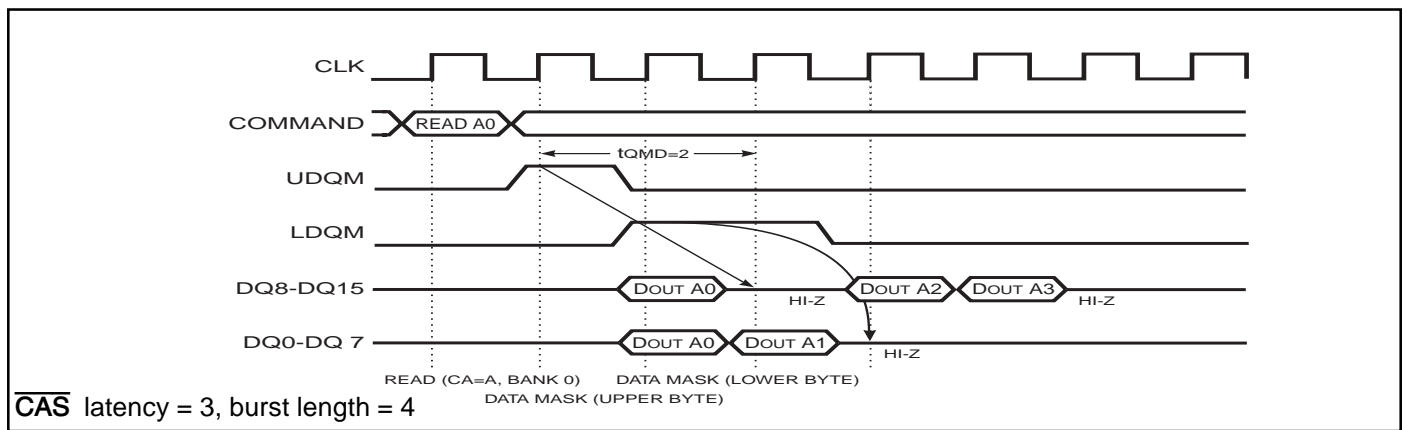 CLK
COMMAND
READ A0
tQMD=2
UDQM
LDQM
DQ8-DQ15
DOUT A0
HI-Z
DOUT A2
DOUT A3
HI-Z
DQ0-DQ 7
DOUT A0
DOUT A1
HI-Z
READ (CA=A, BANK 0)
DATA MASK (LOWER BYTE)
DATA MASK (UPPER BYTE)
CAS latency = 3, burst length = 4